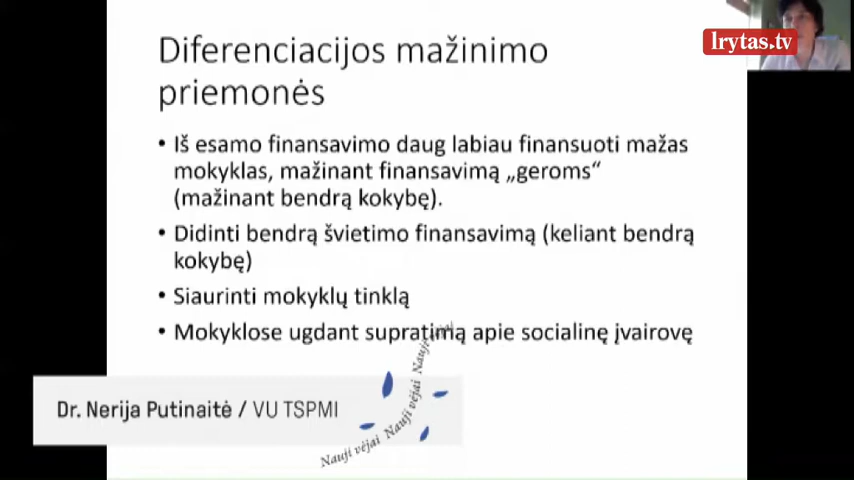 lrytas.tv
Diferenciacijos mažinimo
priemonės
• Iš esamo finansavimo daug labiau finansuoti mažas
mokyklas, mažinant finansavimą „geroms“
(mažinant bendrą kokybę).
• Didinti bendrą švietimo finansavimą (keliant bendrą
kokybę)
• Siaurinti mokyklų tinklą
• Mokyklose ugdant supratimą apie socialinę įvairovę
Dr. Nerija Putinaitė / VU TSPMI
Nauji vėjai Nauji vėjai Nauji vėjai